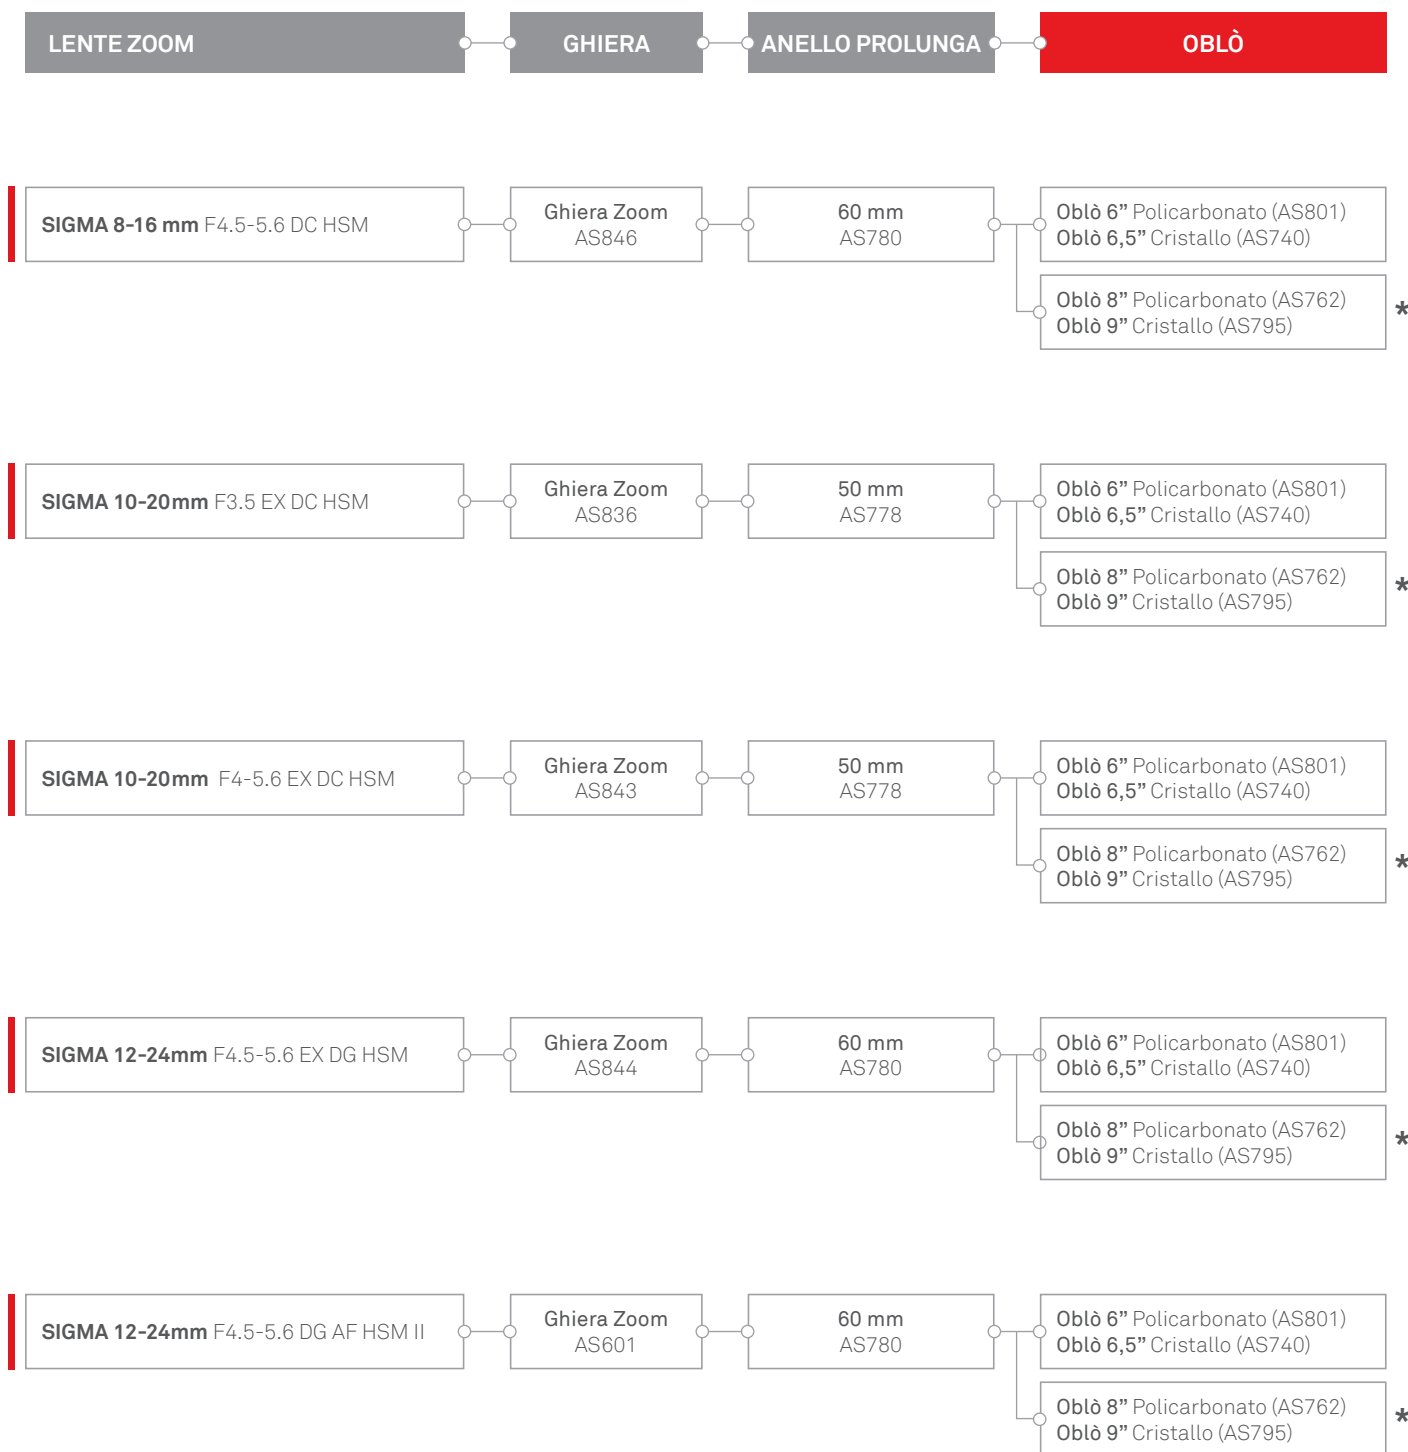 LENTE ZOOM
GHIERA
ANELLO PROLUNGA
OBLÒ
SIGMA 8-16 mm F4.5-5.6 DC HSM
Ghiera Zoom
AS846
60 mm
AS780
Oblò 6” Policarbonato (AS801)
Oblò 6,5” Cristallo (AS740)
Oblò 8” Policarbonato (AS762)
Oblò 9” Cristallo (AS795)
*
SIGMA 10-20mm F3.5 EX DC HSM
Ghiera Zoom
AS836
50 mm
AS778
Oblò 6” Policarbonato (AS801)
Oblò 6,5” Cristallo (AS740)
Oblò 8” Policarbonato (AS762)
Oblò 9” Cristallo (AS795)
*
SIGMA 10-20mm F4-5.6 EX DC HSM
Ghiera Zoom
AS843
50 mm
AS778
Oblò 6” Policarbonato (AS801)
Oblò 6,5” Cristallo (AS740)
Oblò 8” Policarbonato (AS762)
Oblò 9” Cristallo (AS795)
*
SIGMA 12-24mm F4.5-5.6 EX DG HSM
Ghiera Zoom
AS844
60 mm
AS780
Oblò 6” Policarbonato (AS801)
Oblò 6,5” Cristallo (AS740)
Oblò 8” Policarbonato (AS762)
Oblò 9” Cristallo (AS795)
*
SIGMA 12-24mm F4.5-5.6 DG AF HSM II
Ghiera Zoom
AS601
60 mm
AS780
Oblò 6” Policarbonato (AS801)
Oblò 6,5” Cristallo (AS740)
Oblò 8” Policarbonato (AS762)
Oblò 9” Cristallo (AS795)
*